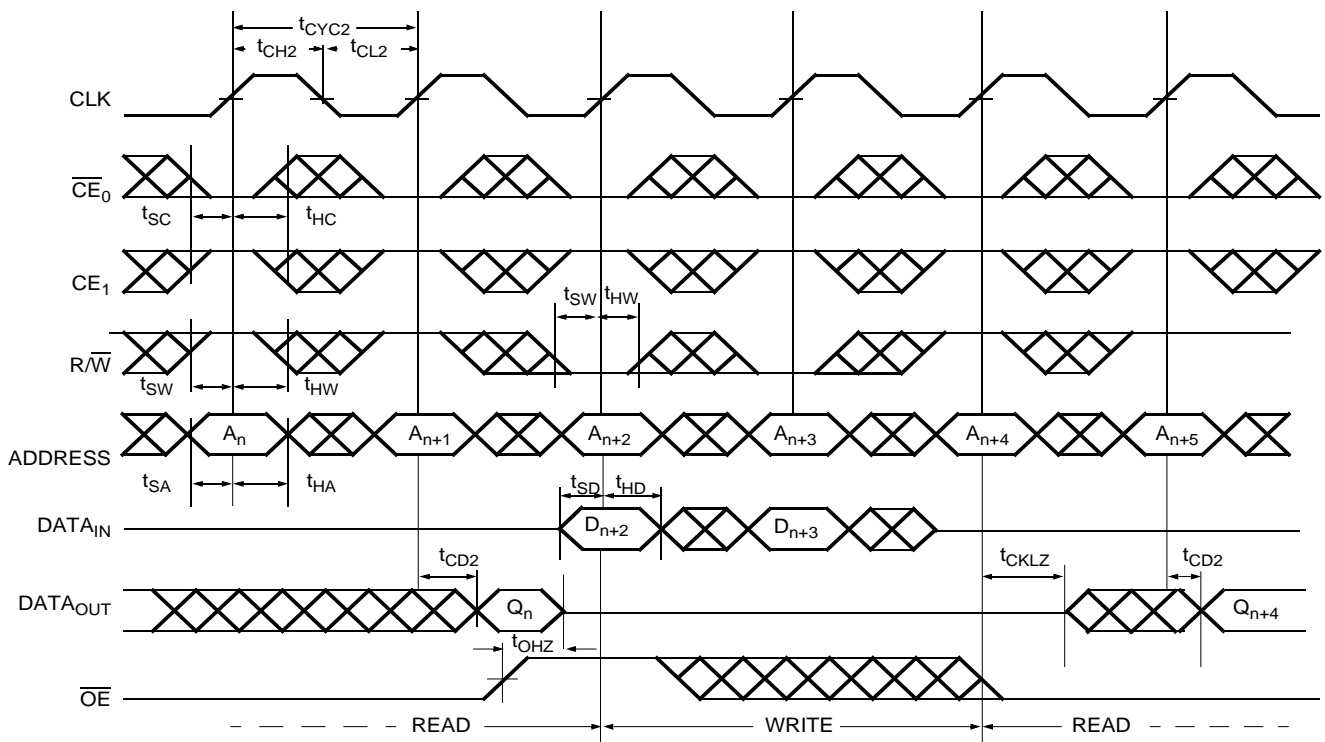 tCYC2
tCH2 tCL2
CLK
CE0
tSC tHC
CE1
tSW tHW
R/W
tSW tHW
An An+1 An+2 An+3 An+4 An+5
ADDRESS
tSA tHA
tSD tHD
DATAIN Dn+2 Dn+3
tCD2 tCKLZ tCD2
DATAOUT Qn Qn+4
tOHZ
OE
READ WRITE READ